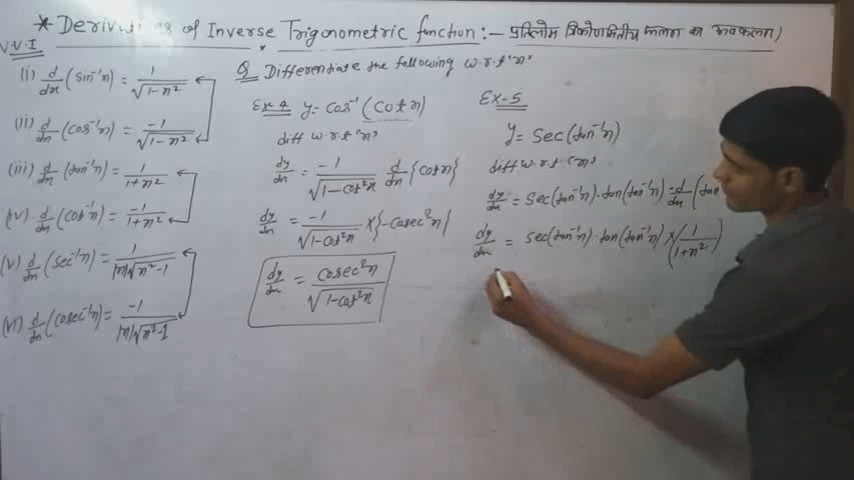 * Deri of Inverse Trigonometric function :- प्रतिलोम त्रिकोणमितीय फलन का अवकलन)
V.V.I
(i) d/dx (sin⁻¹x) = 1/√(1-x²)
(ii) d/dx (cos⁻¹x) = -1/√(1-x²)
(iii) d/dx (tan⁻¹x) = 1/(1+x²)
(iv) d/dx (cot⁻¹x) = -1/(1+x²)
(v) d/dx (sec⁻¹x) = 1/(|x|√(x²-1))
(vi) d/dx (cosec⁻¹x) = -1/(|x|√(x²-1))
Q Differentiate the following w.r.t 'x'
Ex-4 y = cos⁻¹(cotx)
diff w.r.t 'x'
dy/dx = -1/√(1-cot²x) d/dx {cotx}
dy/dx = -1/√(1-cot²x) × {-cosec²x}
dy/dx = cosec²x/√(1-cot²x)
Ex-5
y = sec(tan⁻¹x)
diff w.r.t 'x'
dy/dx = sec(tan⁻¹x)·tan(tan⁻¹x)·d/dx (tan
dy/dx = sec(tan⁻¹x)·tan(tan⁻¹x) × (1/(1+x²))